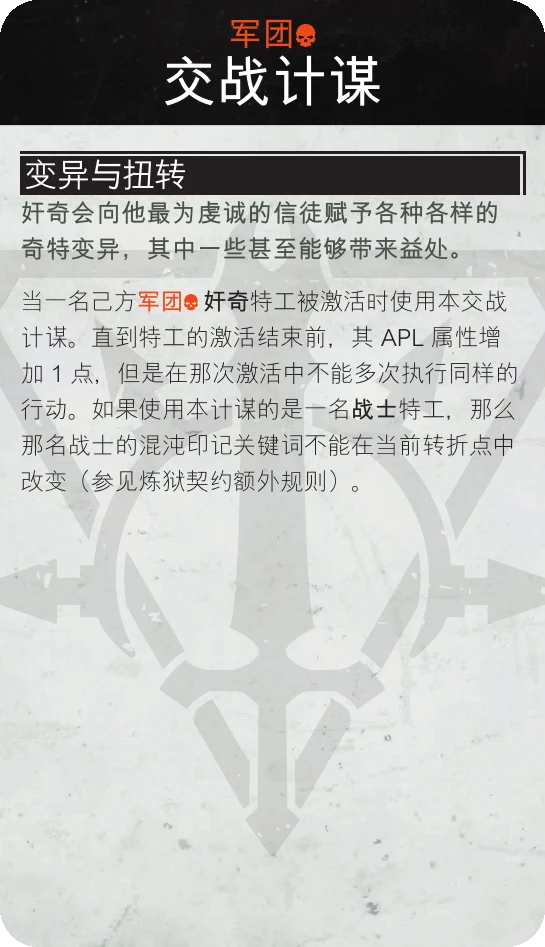 军团
交战计谋
变异与扭转
奸奇会向他最为虔诚的信徒赋予各种各样的
奇特变异，其中一些甚至能够带来益处。
当一名己方军团 奸奇特工被激活时使用本交战
计谋。直到特工的激活结束前，其 APL 属性增
加 1 点，但是在那次激活中不能多次执行同样的
行动。如果使用本计谋的是一名战士特工，那么
那名战士的混沌印记关键词不能在当前转折点中
改变（参见炼狱契约额外规则）。